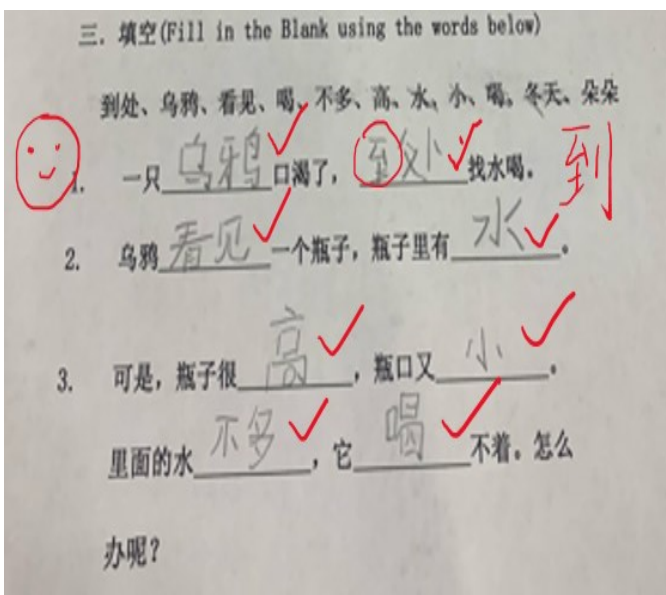 三. 填空(Fill in the Blank using the words below)
到处、乌鸦、看见、喝、不多、高、水、小、喝、冬天、朵朵
1. 一只乌鸦口渴了，到处找水喝。 到
2. 乌鸦看见一个瓶子，瓶子里有水。
3. 可是，瓶子很高，瓶口又小。
里面的水不多，它喝不着。怎么
办呢？